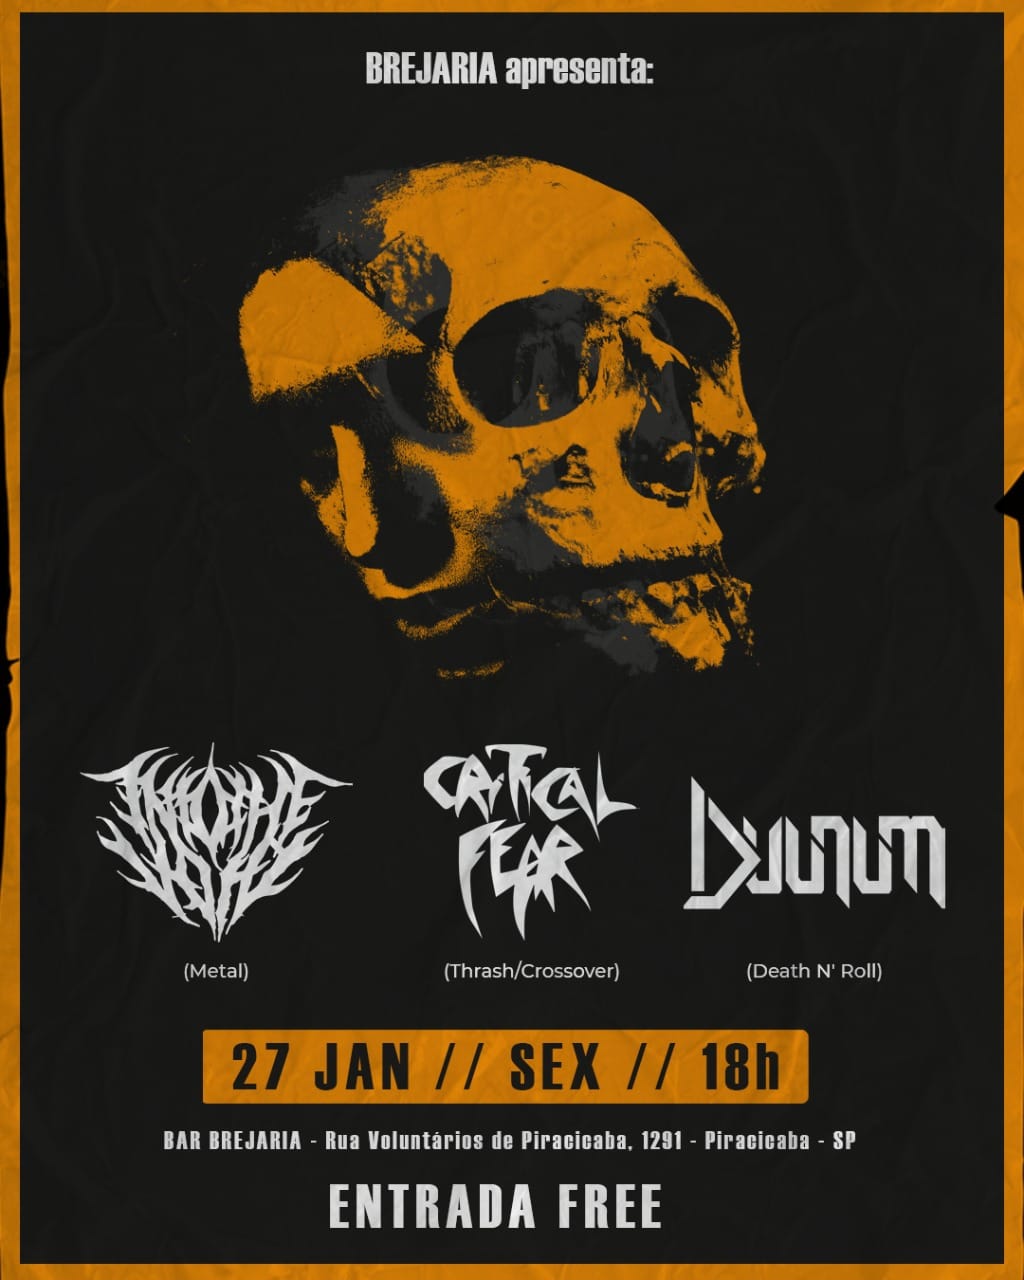 BREJARIA apresenta:
CRITICAL
FEAR
(Metal)
(Thrash/Crossover)
(Death N' Roll)
27 JAN // SEX // 18h
BAR BREJARIA - Rua Voluntários de Piracicaba, 1291 - Piracicaba - SP
ENTRADA FREE